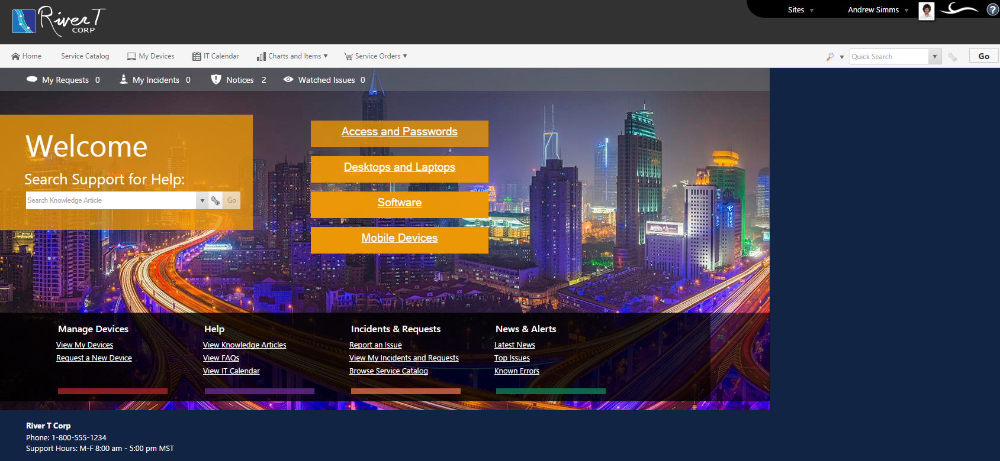 River T
CORP
Sites
Andrew Simms
?
Home
Service Catalog
My Devices
IT Calendar
Charts and Items
Service Orders
Quick Search
Go
My Requests 0
My Incidents 0
Notices 2
Watched Issues 0
Welcome
Search Support for Help:
Search Knowledge Article
Go
Access and Passwords
Desktops and Laptops
Software
Mobile Devices
Manage Devices
View My Devices
Request a New Device
Help
View Knowledge Articles
View FAQs
View IT Calendar
Incidents & Requests
Report an Issue
View My Incidents and Requests
Browse Service Catalog
News & Alerts
Latest News
Top Issues
Known Errors
River T Corp
Phone: 1-800-555-1234
Support Hours: M-F 8:00 am - 5:00 pm MST